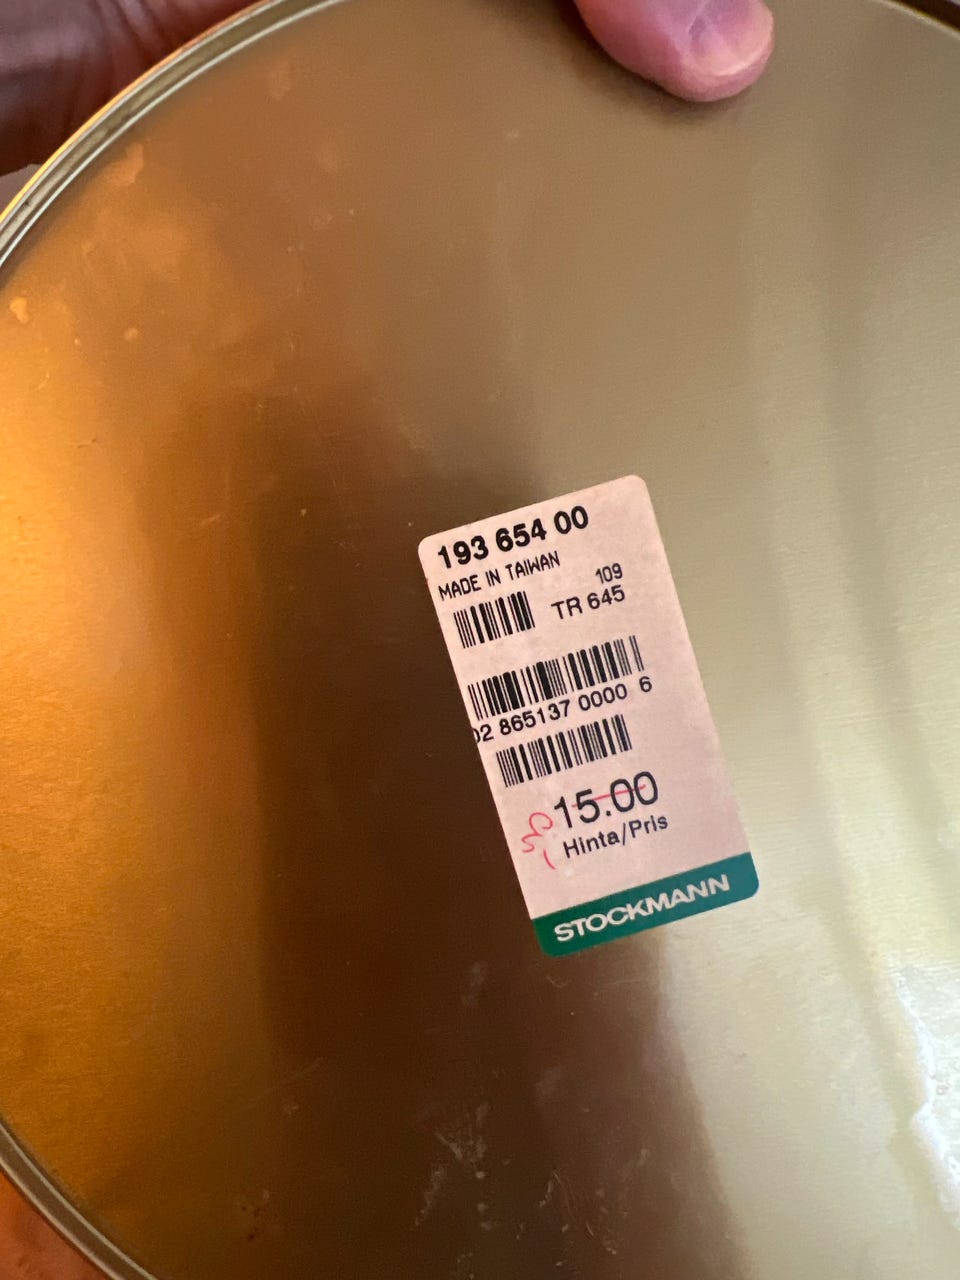 193 654 00
MADE IN TAIWAN
109
TR 645
02 865137 0000 6
15.00
Hinta/Pris
STOCKMANN